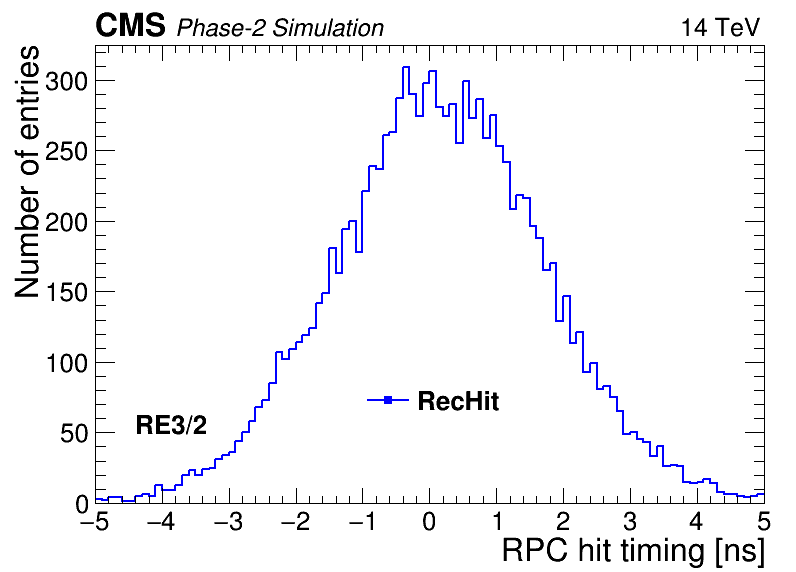 CMS Phase-2 Simulation 14 TeV
Number of entries
300
250
200
150
100
50
0
RE3/2
RecHit
−5 −4 −3 −2 −1 0 1 2 3 4 5
RPC hit timing [ns]